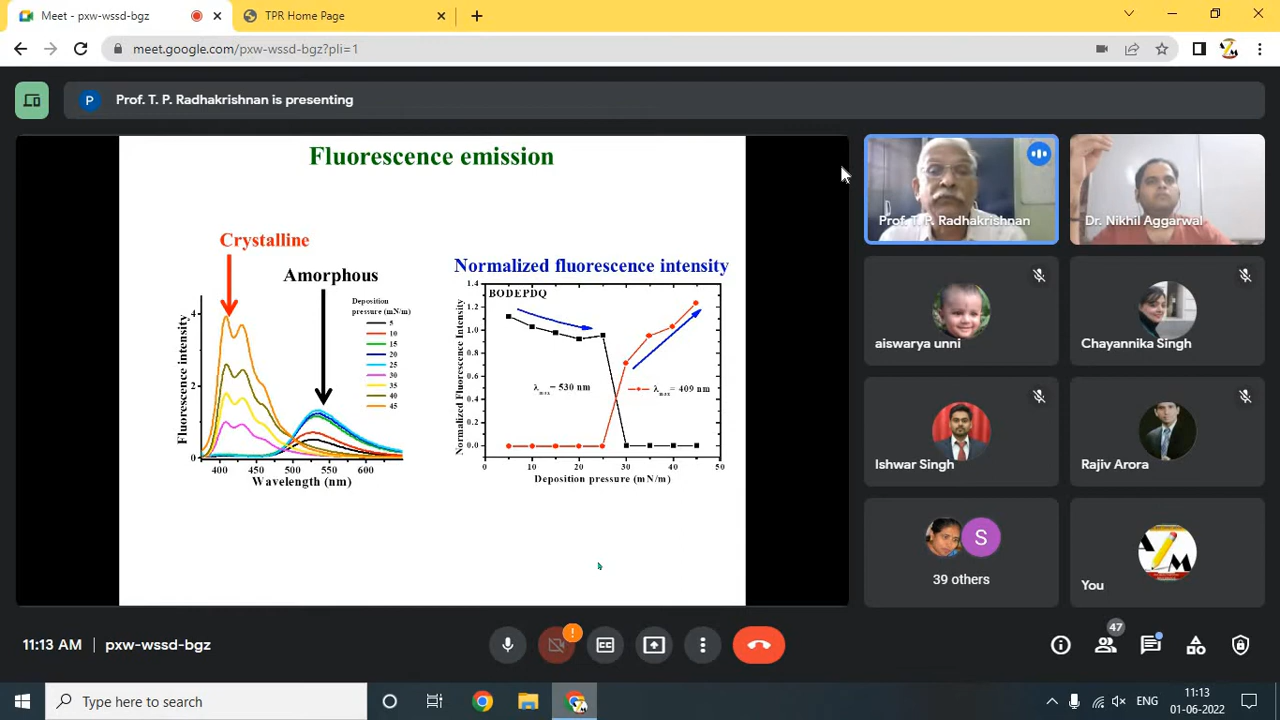 Meet - pxw-wssd-bgz
TPR Home Page
meet.google.com/pxw-wssd-bgz?pli=1
P
Prof. T. P. Radhakrishnan is presenting
Fluorescence emission
Crystalline
Amorphous
Fluorescence intensity
4
2
0
Deposition
pressure (mN/m)
5
10
15
20
25
30
35
40
45
400 450 500 550 600
Wavelength (nm)
Normalized fluorescence intensity
BODEPDQ
Normalized Fluorescence Intensity
1.4
1.2
1.0
0.8
0.6
0.4
0.2
0.0
λmax = 530 nm
λmax = 409 nm
0 10 20 30 40 50
Deposition pressure (mN/m)
Prof. T. P. Radhakrishnan
Dr. Nikhil Aggarwal
aiswarya unni
Chayannika Singh
Ishwar Singh
Rajiv Arora
S
39 others
You
11:13 AM | pxw-wssd-bgz
47
Type here to search
ENG
11:13
01-06-2022